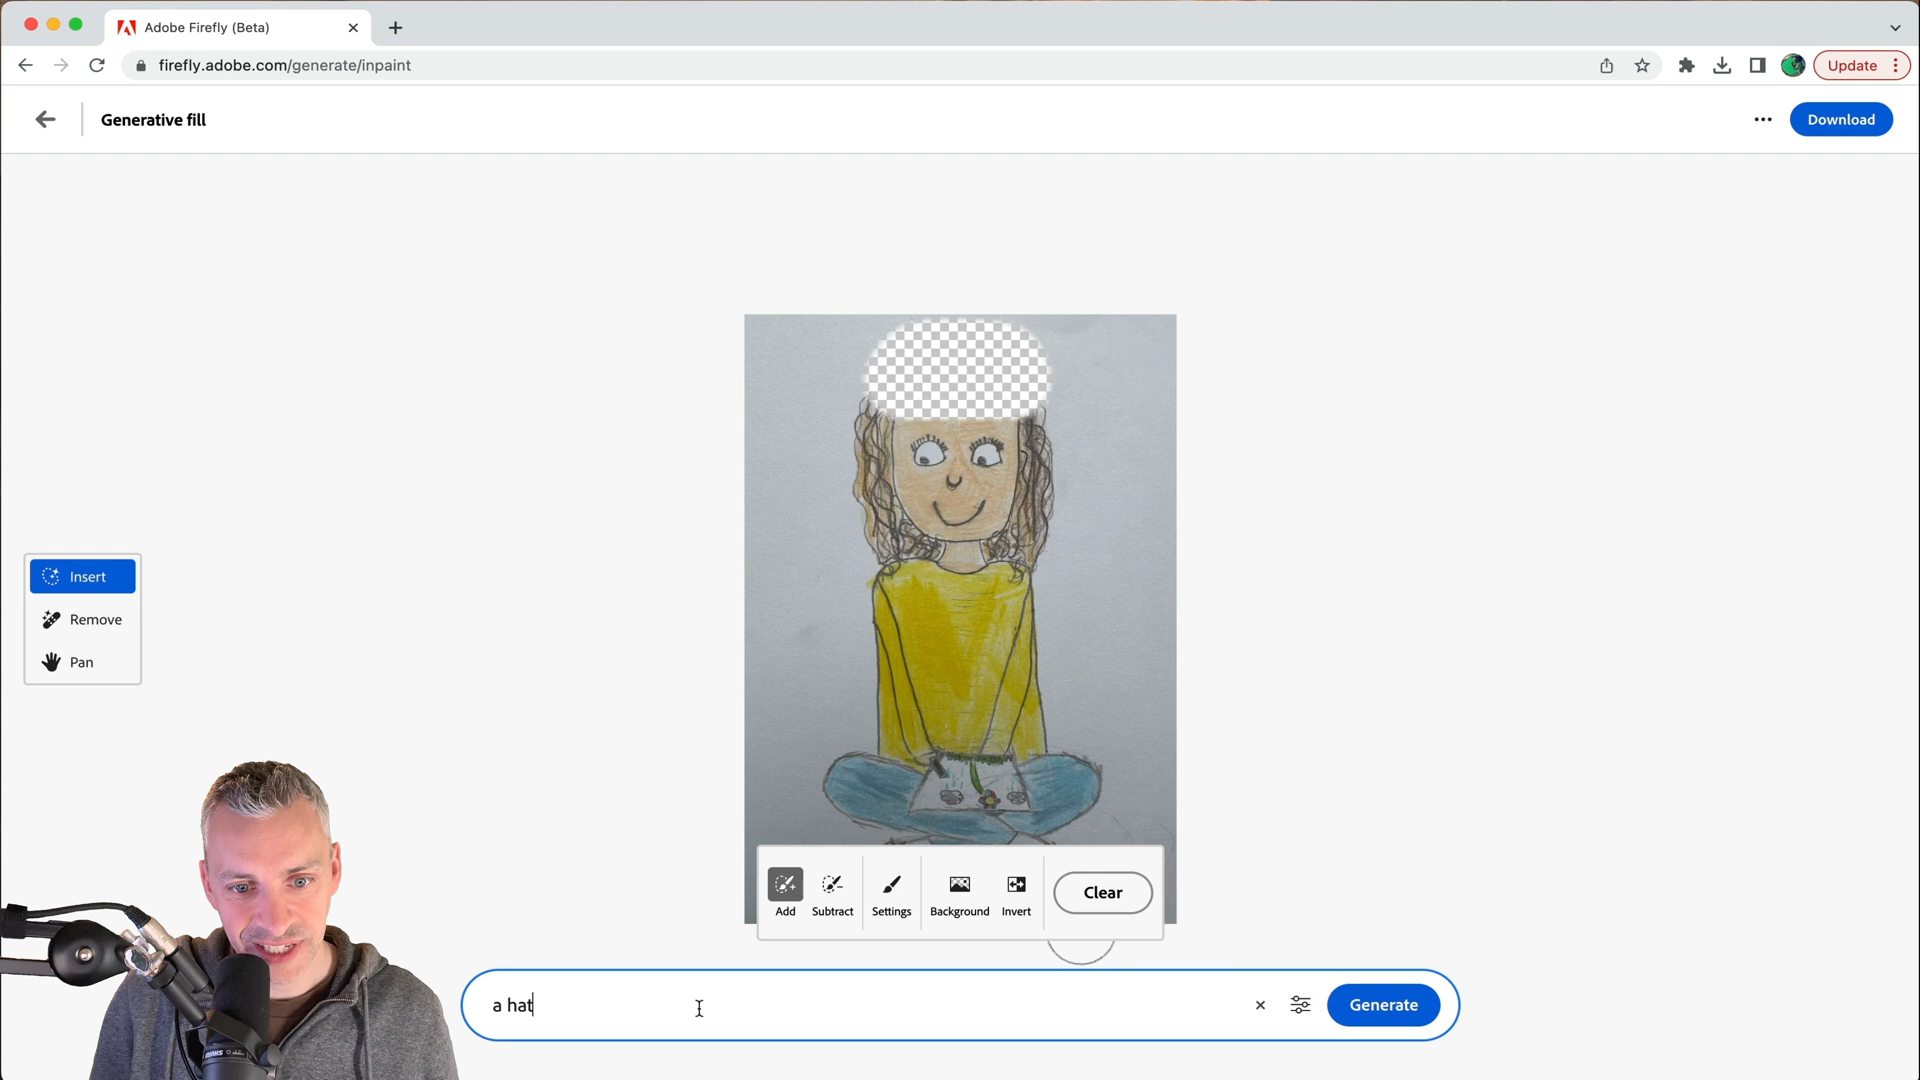 Adobe Firefly (Beta)
firefly.adobe.com/generate/inpaint
Update
Generative fill
Download
Insert
Remove
Pan
Add
Subtract
Settings
Background
Invert
Clear
a hat
Generate
SHURE